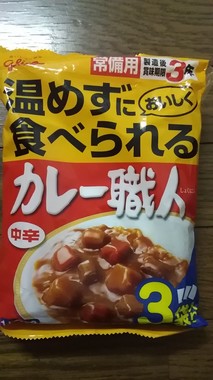 Glico
常備用
製造後
賞味期限3年
温めずに
おいしく
食べられる
カレー職人
中辛
3